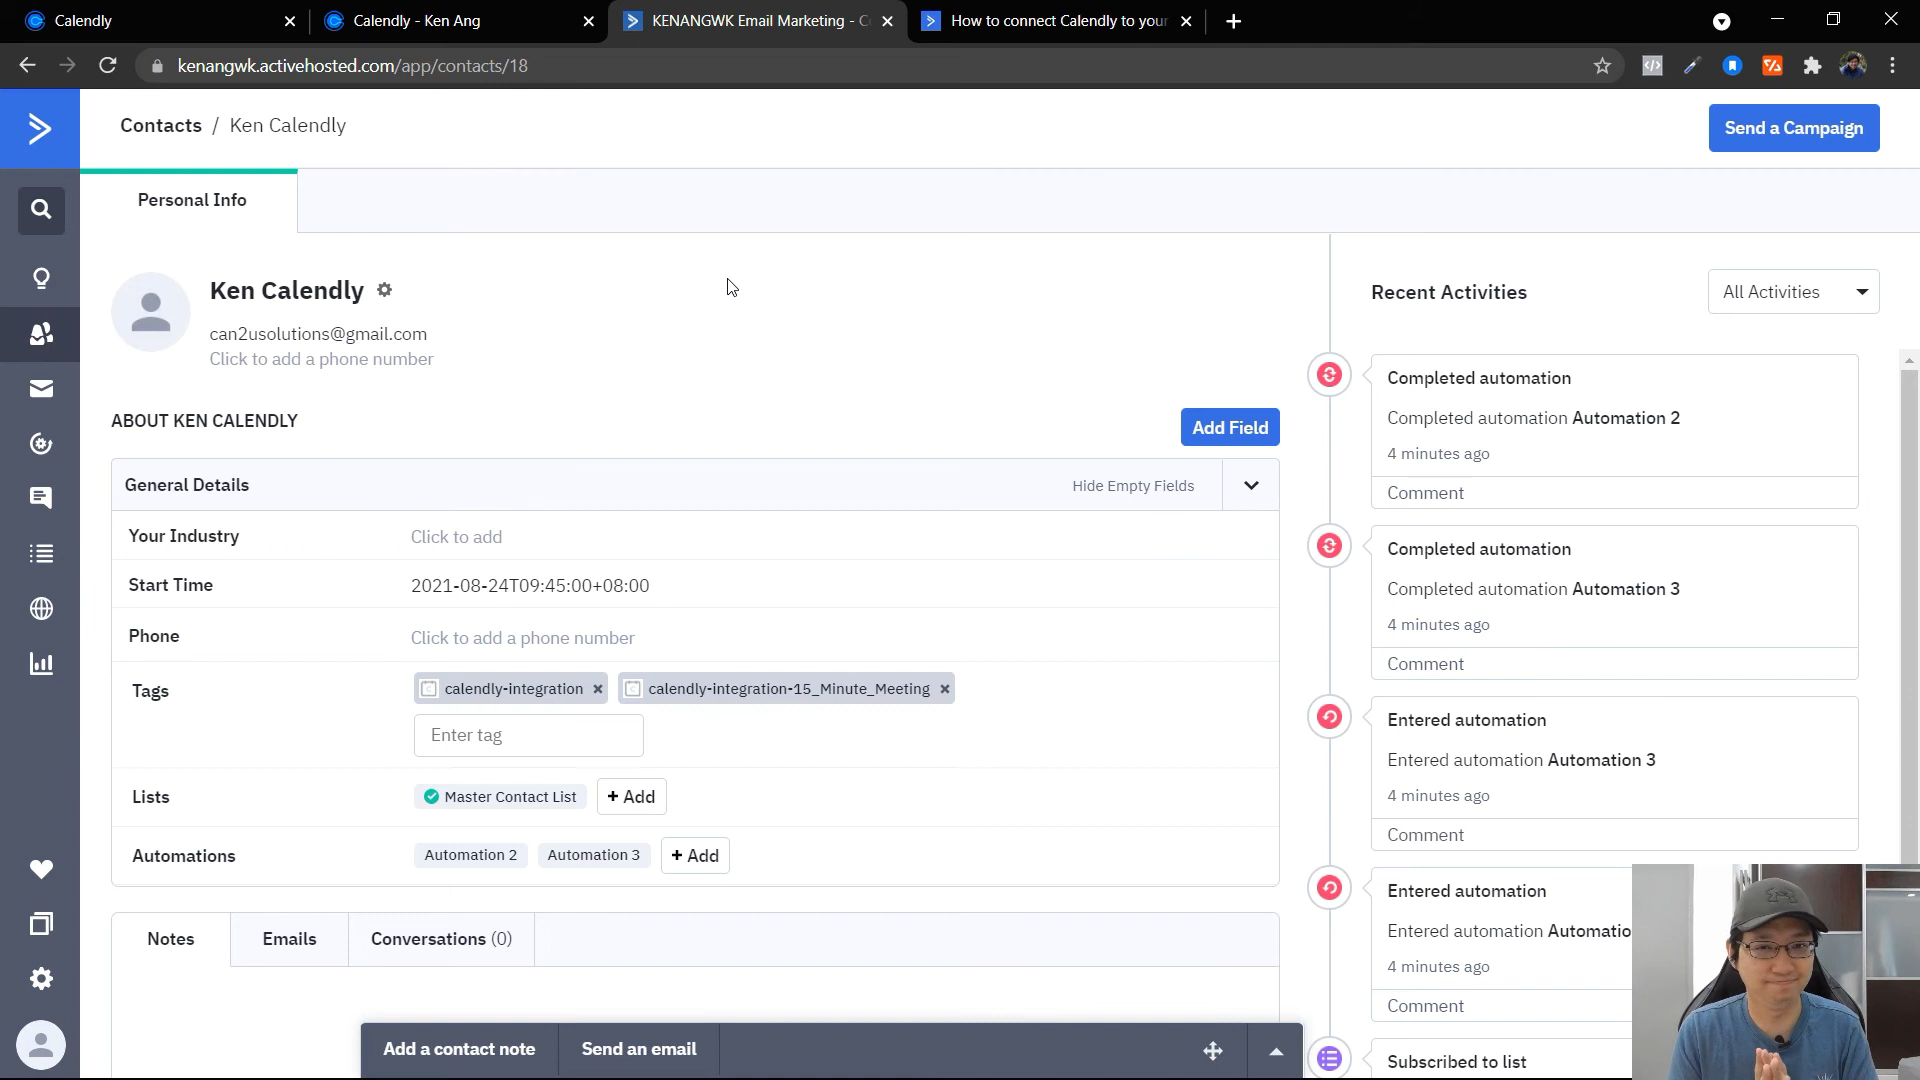 Calendly
Calendly - Ken Ang
KENANGWK Email Marketing - C
How to connect Calendly to your
kenangwk.activehosted.com/app/contacts/18
Contacts / Ken Calendly
Send a Campaign
Personal Info
Ken Calendly
can2usolutions@gmail.com
Click to add a phone number
ABOUT KEN CALENDLY
Add Field
General Details
Hide Empty Fields
Your Industry
Click to add
Start Time
2021-08-24T09:45:00+08:00
Phone
Click to add a phone number
Tags
calendly-integration
calendly-integration-15_Minute_Meeting
Enter tag
Lists
Master Contact List
+ Add
Automations
Automation 2
Automation 3
+ Add
Notes
Emails
Conversations (0)
Add a contact note
Send an email
Recent Activities
All Activities
Completed automation
Completed automation Automation 2
4 minutes ago
Comment
Completed automation
Completed automation Automation 3
4 minutes ago
Comment
Entered automation
Entered automation Automation 3
4 minutes ago
Comment
Entered automation
Entered automation Automatio
4 minutes ago
Comment
Subscribed to list